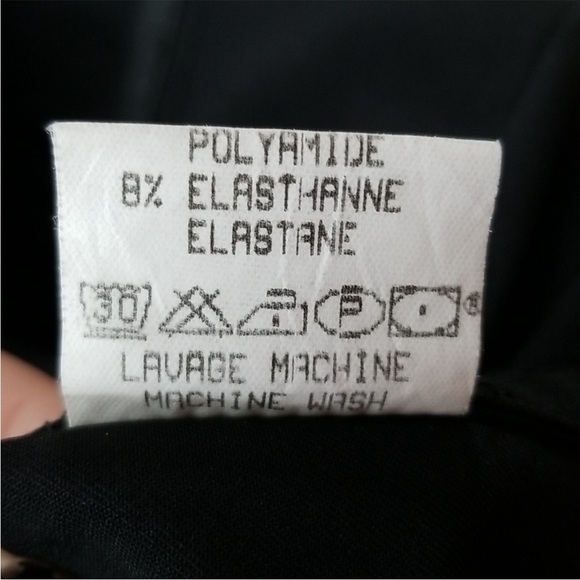 POLYAMIDE
8% ELASTHANNE
ELASTANE
30 P ®
LAVAGE MACHINE
MACHINE WASH